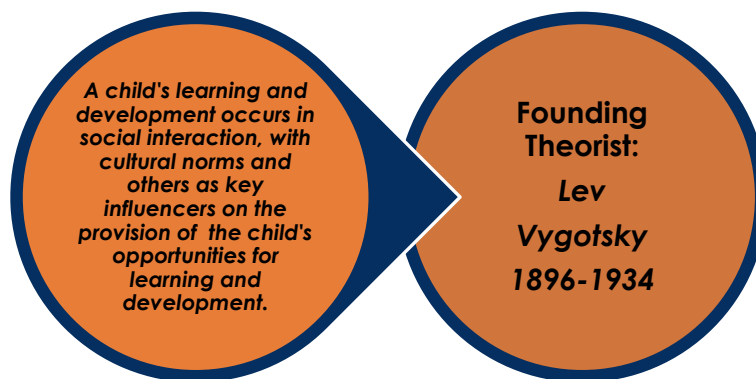 A child's learning and
development occurs in
social interaction, with
cultural norms and
others as key
influencers on the
provision of the child's
opportunities for
learning and
development.
Founding
Theorist:
Lev
Vygotsky
1896-1934